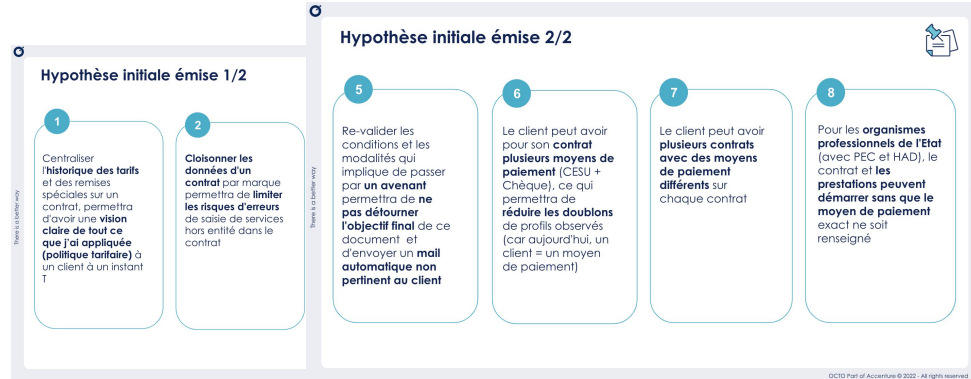 Hypothèse initiale émise 1/2
1
Centraliser
l'historique des tarifs
et des remises
spéciales sur un
contrat, permettra
d'avoir une vision
claire de tout ce
que j'ai appliquée
(politique tarifaire) à
un client à un instant
T
2
Cloisonner les
données d'un
contrat par marque
permettra de limiter
les risques d'erreurs
de saisie de services
hors entité dans le
contrat
There is a better way
Hypothèse initiale émise 2/2
5
Re-valider les
conditions et les
modalités qui
implique de passer
par un avenant
permettra de ne
pas détourner
l'objectif final de ce
document et
d'envoyer un mail
automatique non
pertinent au client
6
Le client peut avoir
pour son contrat
plusieurs moyens de
paiement (CESU +
Chèque), ce qui
permettra de
réduire les doublons
de profils observés
(car aujourd'hui, un
client = un moyen
de paiement)
7
Le client peut avoir
plusieurs contrats
avec des moyens
de paiement
différents sur
chaque contrat
8
Pour les organismes
professionnels de l'Etat
(avec PEC et HAD), le
contrat et les
prestations peuvent
démarrer sans que le
moyen de paiement
exact ne soit
renseigné
There is a better way
OCTO Part of Accenture © 2022 - All rights reserved